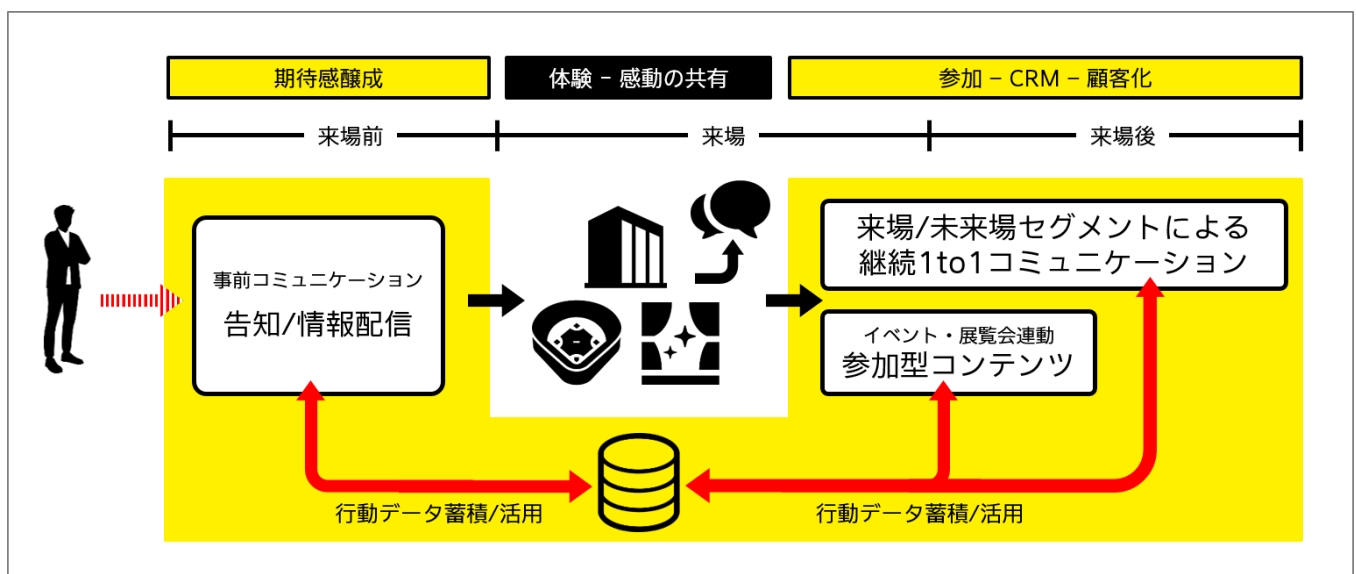 期待感醸成
体験 – 感動の共有
参加 – CRM – 顧客化
来場前
来場
来場後
事前コミュニケーション
告知/情報配信
来場/未来場セグメントによる
継続1to1コミュニケーション
イベント・展覧会連動
参加型コンテンツ
行動データ蓄積/活用
行動データ蓄積/活用